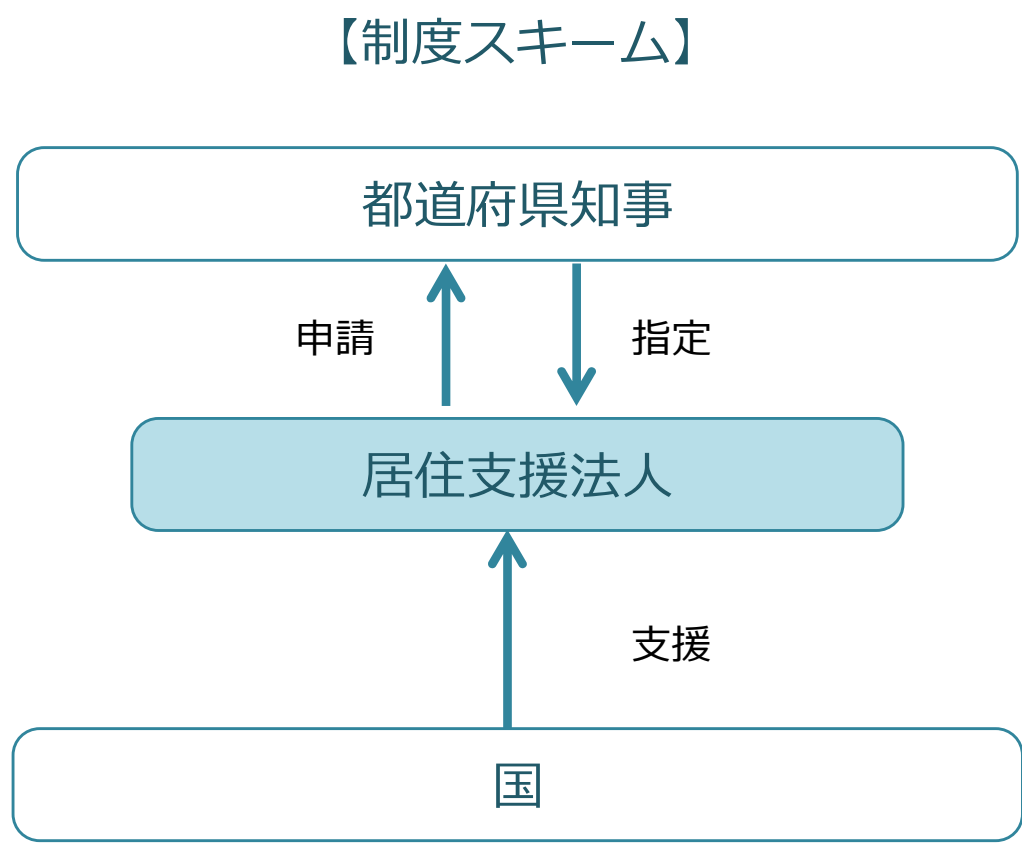 【制度スキーム】
都道府県知事
申請
指定
居住支援法人
支援
国